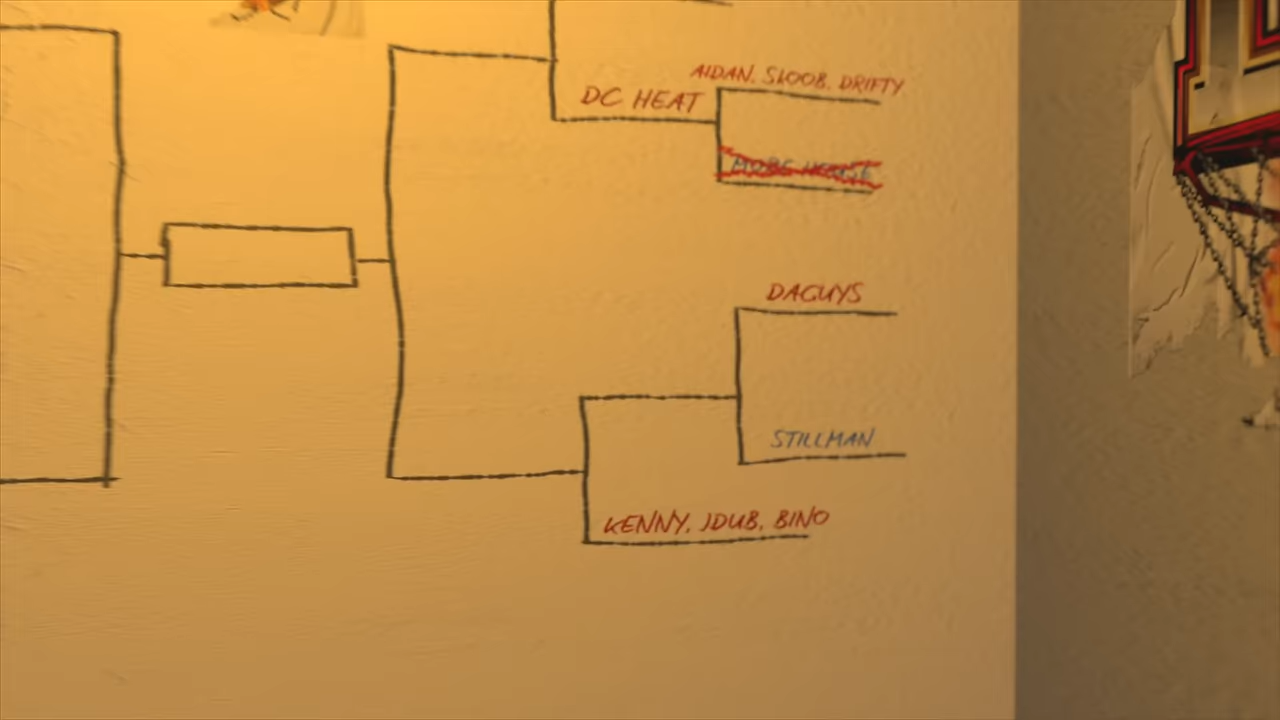 AIDAN. SLOOB. DRIFTY
DC HEAT
DAGUYS
STILLMAN
KENNY. JDUB. BINO